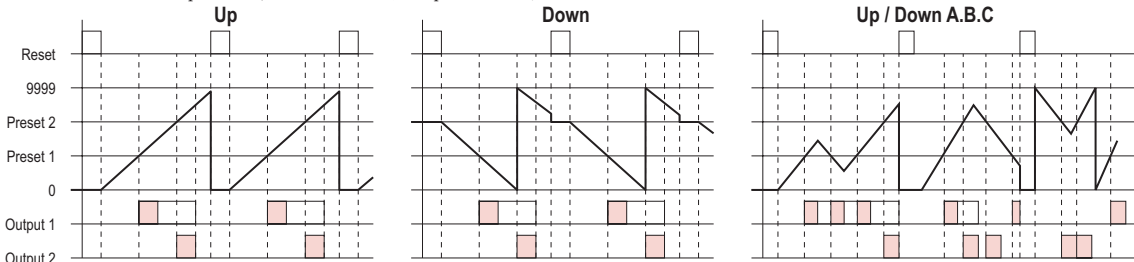 Up
Down
Up / Down A.B.C
Reset
9999
Preset 2
Preset 1
0
Output 1
Output 2